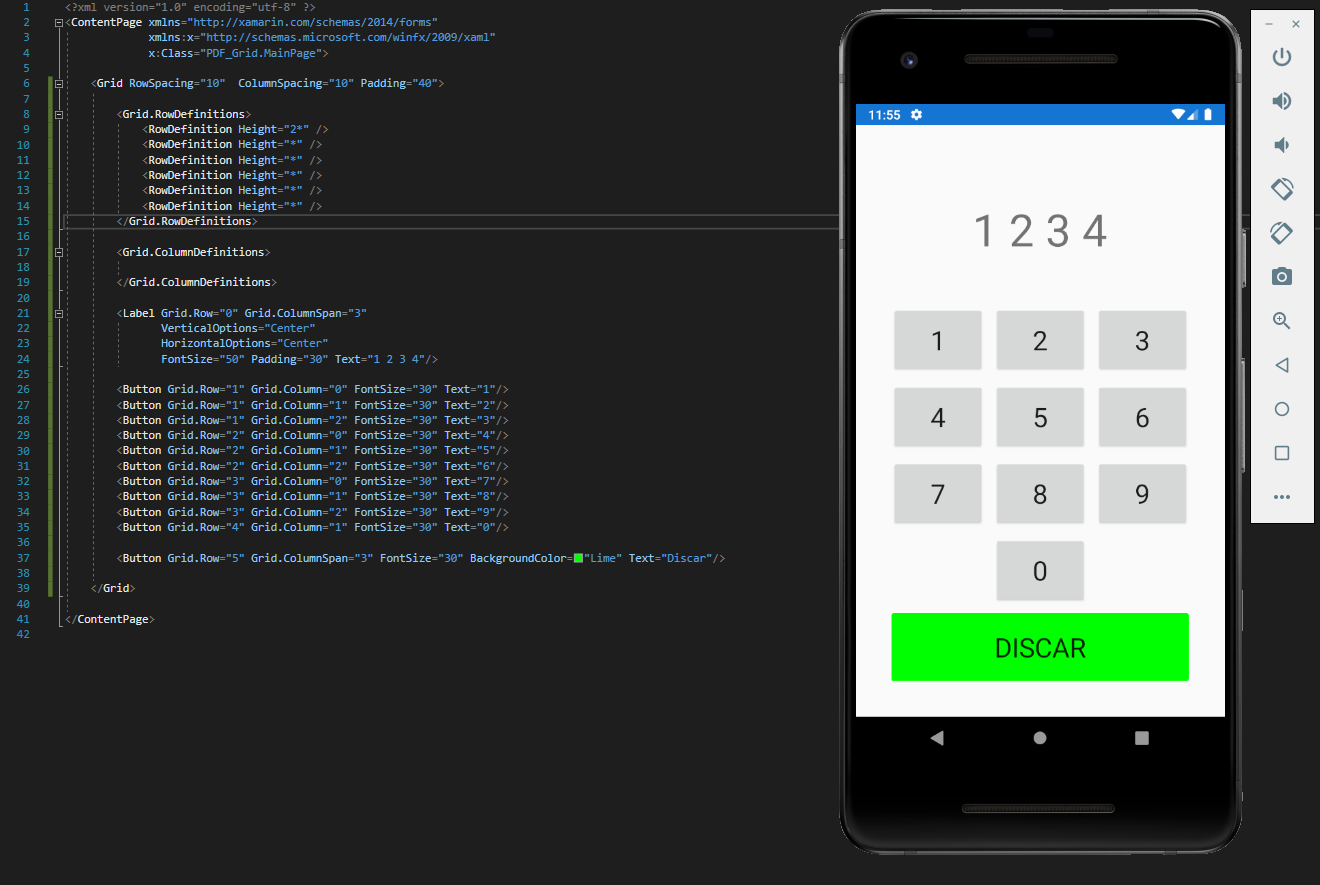 1 <?xml version="1.0" encoding="utf-8" ?>
2 <ContentPage xmlns="http://xamarin.com/schemas/2014/forms"
3 xmlns:x="http://schemas.microsoft.com/winfx/2009/xaml"
4 x:Class="PDF_Grid.MainPage">
5
6 <Grid RowSpacing="10"  ColumnSpacing="10" Padding="40">
7
8 <Grid.RowDefinitions>
9 <RowDefinition Height="2*" />
10 <RowDefinition Height="*" />
11 <RowDefinition Height="*" />
12 <RowDefinition Height="*" />
13 <RowDefinition Height="*" />
14 <RowDefinition Height="*" />
15 </Grid.RowDefinitions>
16
17 <Grid.ColumnDefinitions>
18
19 </Grid.ColumnDefinitions>
20
21 <Label Grid.Row="0" Grid.ColumnSpan="3"
22 VerticalOptions="Center"
23 HorizontalOptions="Center"
24 FontSize="50" Padding="30" Text="1 2 3 4"/>
25
26 <Button Grid.Row="1" Grid.Column="0" FontSize="30" Text="1"/>
27 <Button Grid.Row="1" Grid.Column="1" FontSize="30" Text="2"/>
28 <Button Grid.Row="1" Grid.Column="2" FontSize="30" Text="3"/>
29 <Button Grid.Row="2" Grid.Column="0" FontSize="30" Text="4"/>
30 <Button Grid.Row="2" Grid.Column="1" FontSize="30" Text="5"/>
31 <Button Grid.Row="2" Grid.Column="2" FontSize="30" Text="6"/>
32 <Button Grid.Row="3" Grid.Column="0" FontSize="30" Text="7"/>
33 <Button Grid.Row="3" Grid.Column="1" FontSize="30" Text="8"/>
34 <Button Grid.Row="3" Grid.Column="2" FontSize="30" Text="9"/>
35 <Button Grid.Row="4" Grid.Column="1" FontSize="30" Text="0"/>
36
37 <Button Grid.Row="5" Grid.ColumnSpan="3" FontSize="30" BackgroundColor="Lime" Text="Discar"/>
38
39 </Grid>
40
41 </ContentPage>
42
11:55
1 2 3 4
1 2 3
4 5 6
7 8 9
0
DISCAR